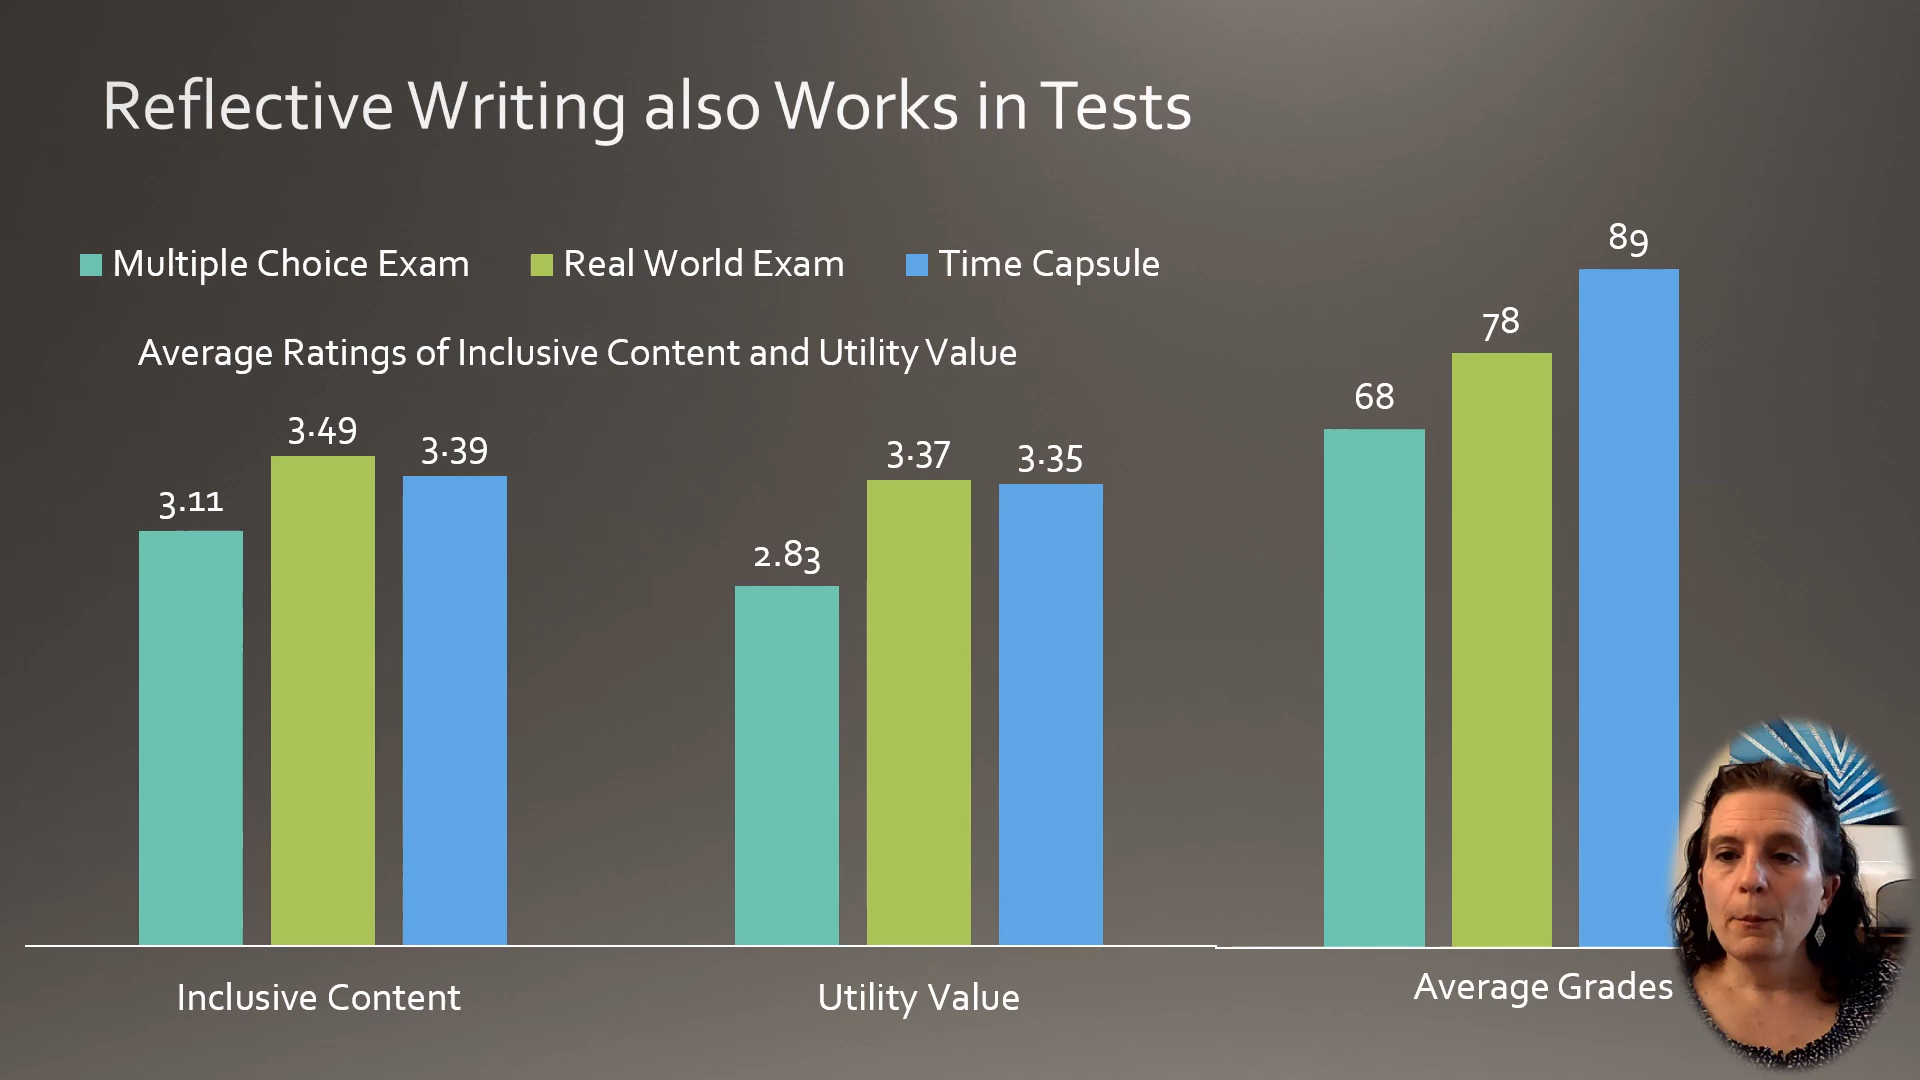 Reflective Writing also Works in Tests
Multiple Choice Exam Real World Exam Time Capsule
Average Ratings of Inclusive Content and Utility Value
3.11 3.49 3.39
2.83 3.37 3.35
68 78 89
Inclusive Content Utility Value Average Grades